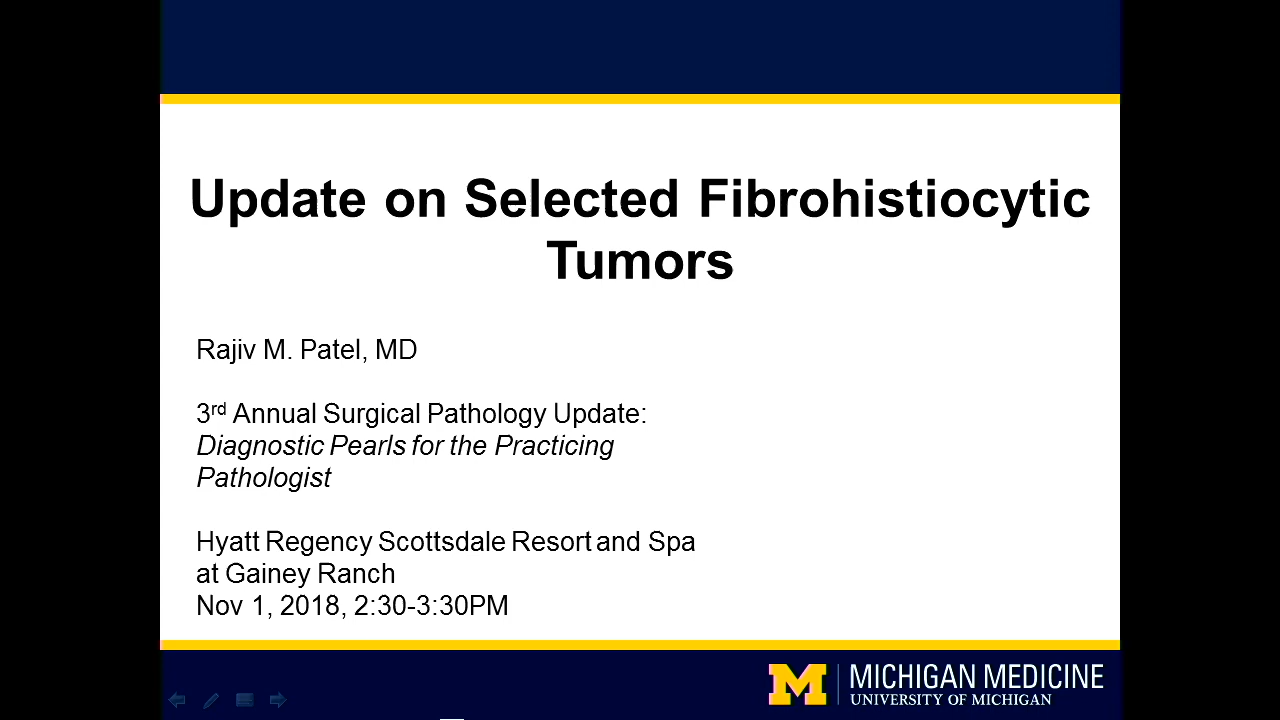 Update on Selected Fibrohistiocytic
Tumors
Rajiv M. Patel, MD
3rd Annual Surgical Pathology Update:
Diagnostic Pearls for the Practicing
Pathologist
Hyatt Regency Scottsdale Resort and Spa
at Gainey Ranch
Nov 1, 2018, 2:30-3:30PM
M MICHIGAN MEDICINE
UNIVERSITY OF MICHIGAN